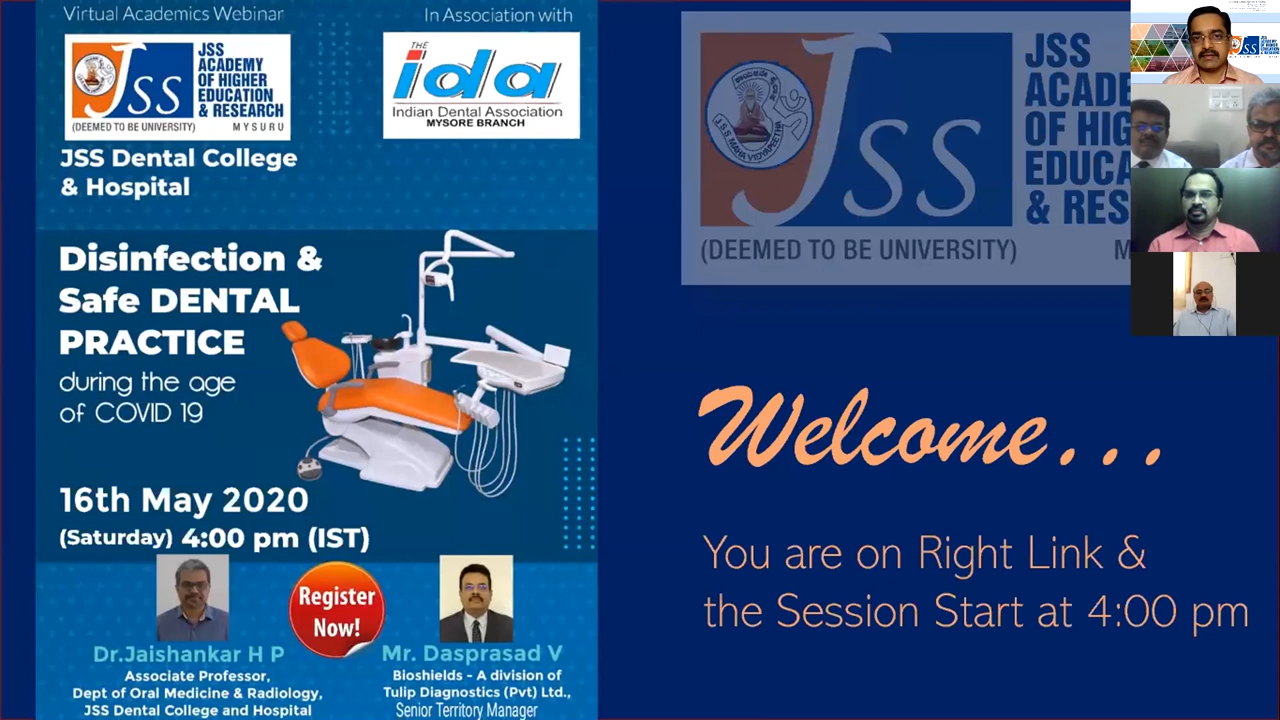 Virtual Academics Webinar
In Association with
JSS
JSS
ACADEMY
OF HIGHER
EDUCATION
& RESEARCH
(DEEMED TO BE UNIVERSITY) MYSURU
THE
ida
Indian Dental Association
MYSORE BRANCH
JSS Dental College
& Hospital
Disinfection &
Safe DENTAL
PRACTICE
during the age
of COVID 19
16th May 2020
(Saturday) 4:00 pm (IST)
Register
Now!
Dr.Jaishankar H P
Associate Professor,
Dept of Oral Medicine & Radiology,
JSS Dental College and Hospital
Mr. Dasprasad V
Bioshields - A division of
Tulip Diagnostics (Pvt) Ltd.,
Senior Territory Manager
JSS
JSS MAHA VIDYAPEETHA
JSS
ACADE
OF HIG
EDUCA
& RES
(DEEMED TO BE UNIVERSITY) M
Welcome...
You are on Right Link &
the Session Start at 4:00 pm